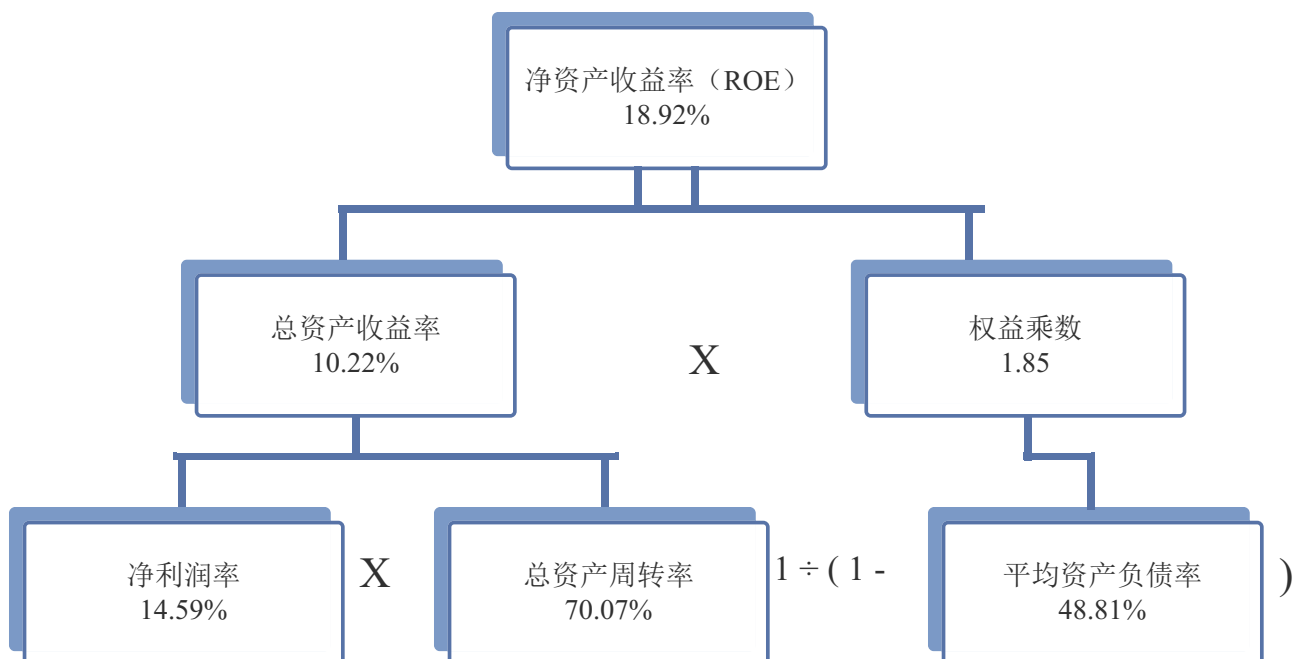 净资产收益率（ROE）
18.92%
总资产收益率
10.22%
X
权益乘数
1.85
净利润率
14.59%
X
总资产周转率
70.07%
1 ÷ ( 1 -
平均资产负债率
48.81%
)